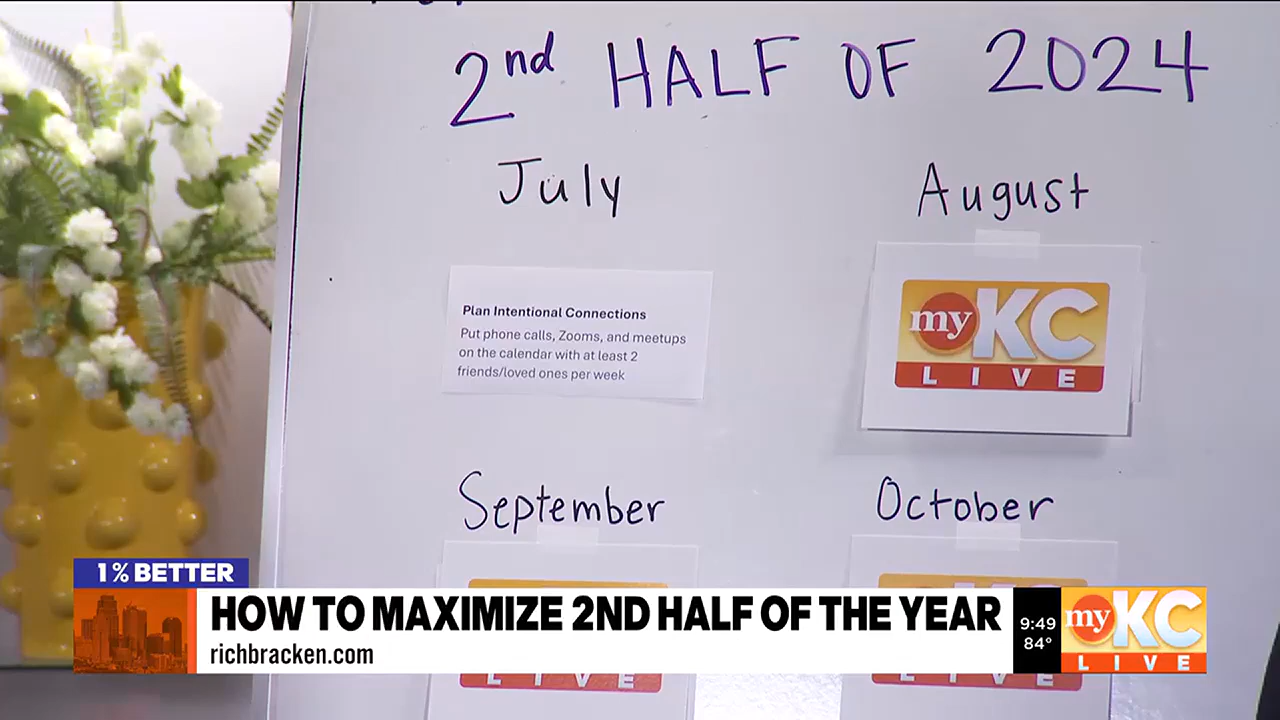 2nd HALF OF 2024
July
August
Plan Intentional Connections
Put phone calls, Zooms, and meetups
on the calendar with at least 2
friends/loved ones per week
my KC
LIVE
September
October
1% BETTER
HOW TO MAXIMIZE 2ND HALF OF THE YEAR
richbracken.com
9:49
84°
my KC
LIVE
LIVE
LIVE